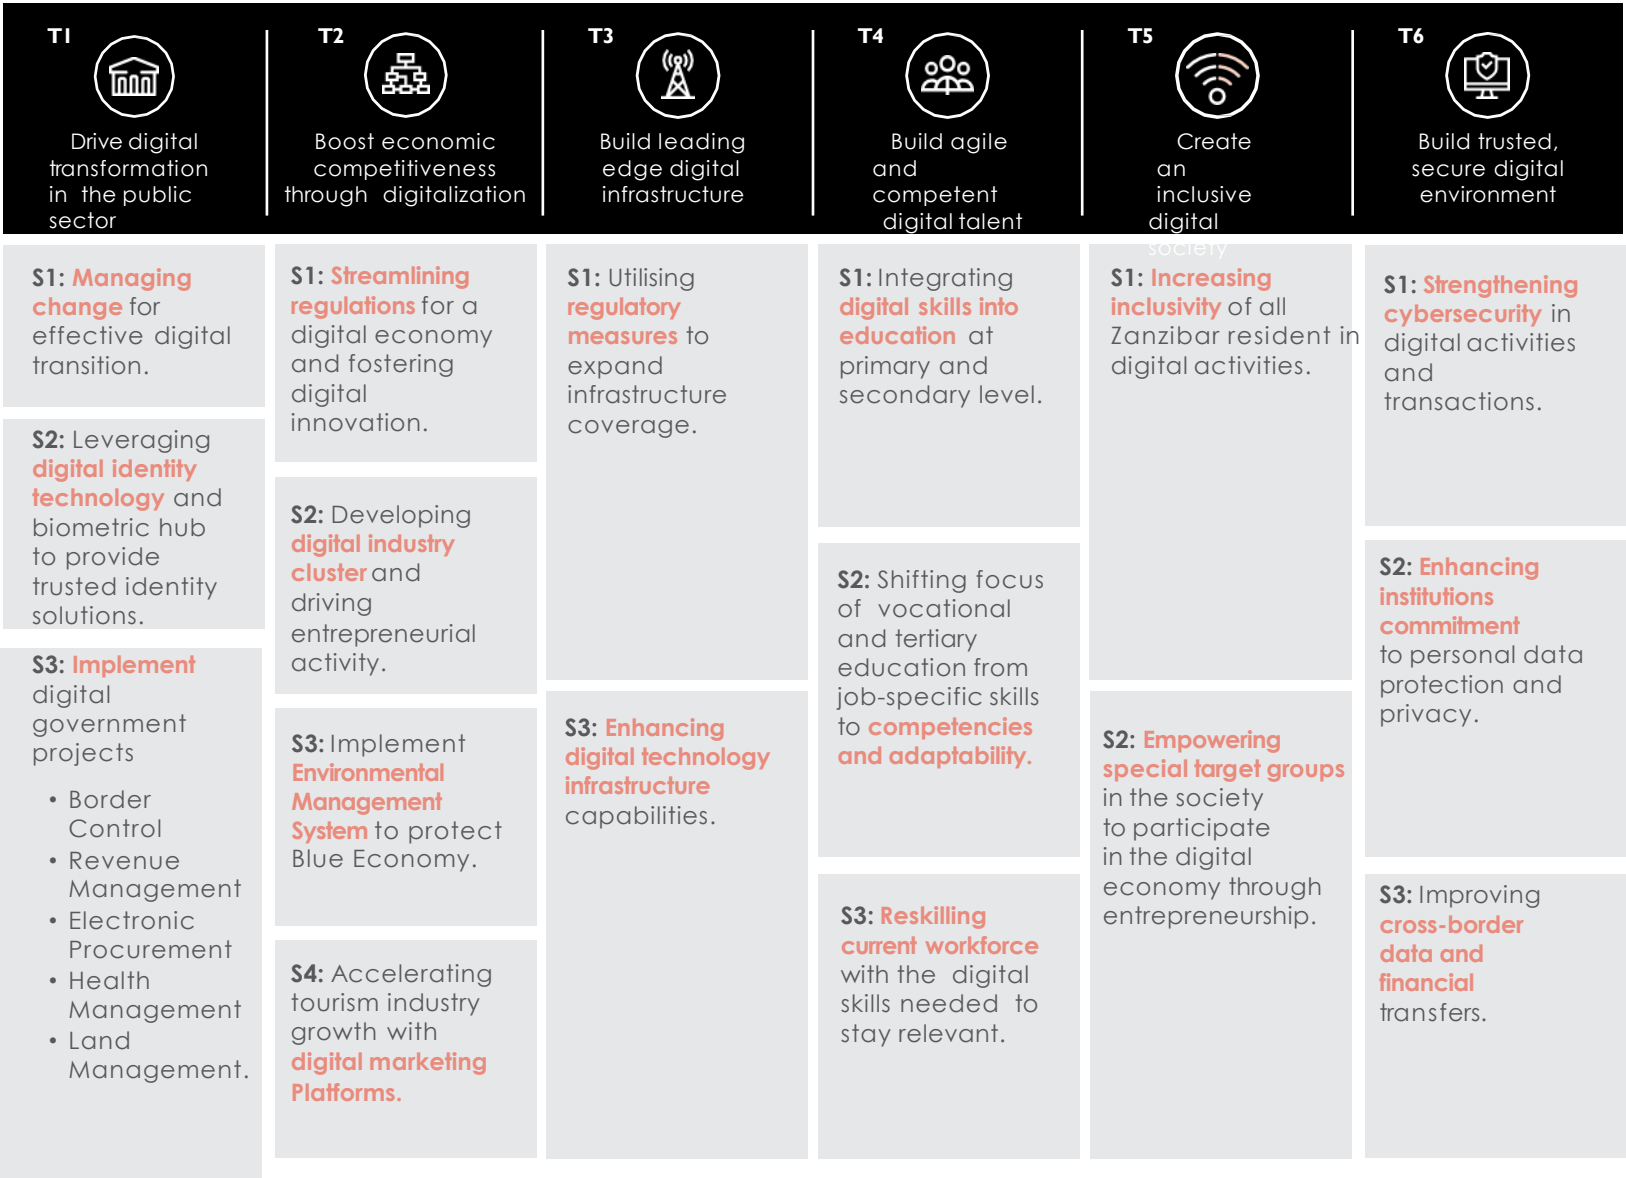 T1
Drive digital
transformation
in the public
sector
T2
Boost economic
competitiveness
through digitalization
T3
Build leading
edge digital
infrastructure
T4
Build agile
and
competent
digital talent
T5
Create
an
inclusive
digital
society
T6
Build trusted,
secure digital
environment
S1: Managing
change for
effective digital
transition.
S2: Leveraging
digital identity
technology and
biometric hub
to provide
trusted identity
solutions.
S3: Implement
digital
government
projects
• Border
Control
• Revenue
Management
• Electronic
Procurement
• Health
Management
• Land
Management.
S1: Streamlining
regulations for a
digital economy
and fostering
digital
innovation.
S2: Developing
digital industry
cluster and
driving
entrepreneurial
activity.
S3: Implement
Environmental
Management
System to protect
Blue Economy.
S4: Accelerating
tourism industry
growth with
digital marketing
Platforms.
S1: Utilising
regulatory
measures to
expand
infrastructure
coverage.
S3: Enhancing
digital technology
infrastructure
capabilities.
S1: Integrating
digital skills into
education at
primary and
secondary level.
S2: Shifting focus
of vocational
and tertiary
education from
job-specific skills
to competencies
and adaptability.
S3: Reskilling
current workforce
with the digital
skills needed to
stay relevant.
S1: Increasing
inclusivity of all
Zanzibar resident in
digital activities.
S2: Empowering
special target groups
in the society
to participate
in the digital
economy through
entrepreneurship.
S1: Strengthening
cybersecurity in
digital activities
and
transactions.
S2: Enhancing
institutions
commitment
to personal data
protection and
privacy.
S3: Improving
cross-border
data and
financial
transfers.